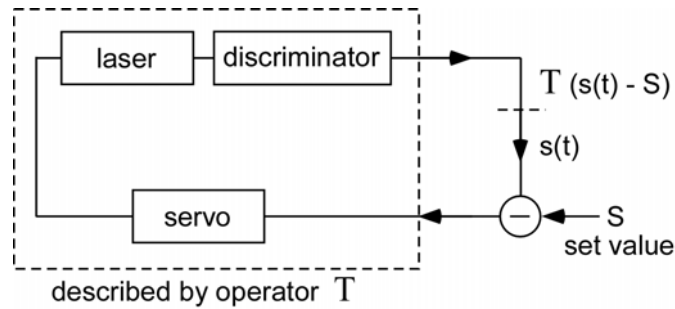 laser
discriminator
T (s(t) - S)
s(t)
servo
−
S
set value
described by operator T